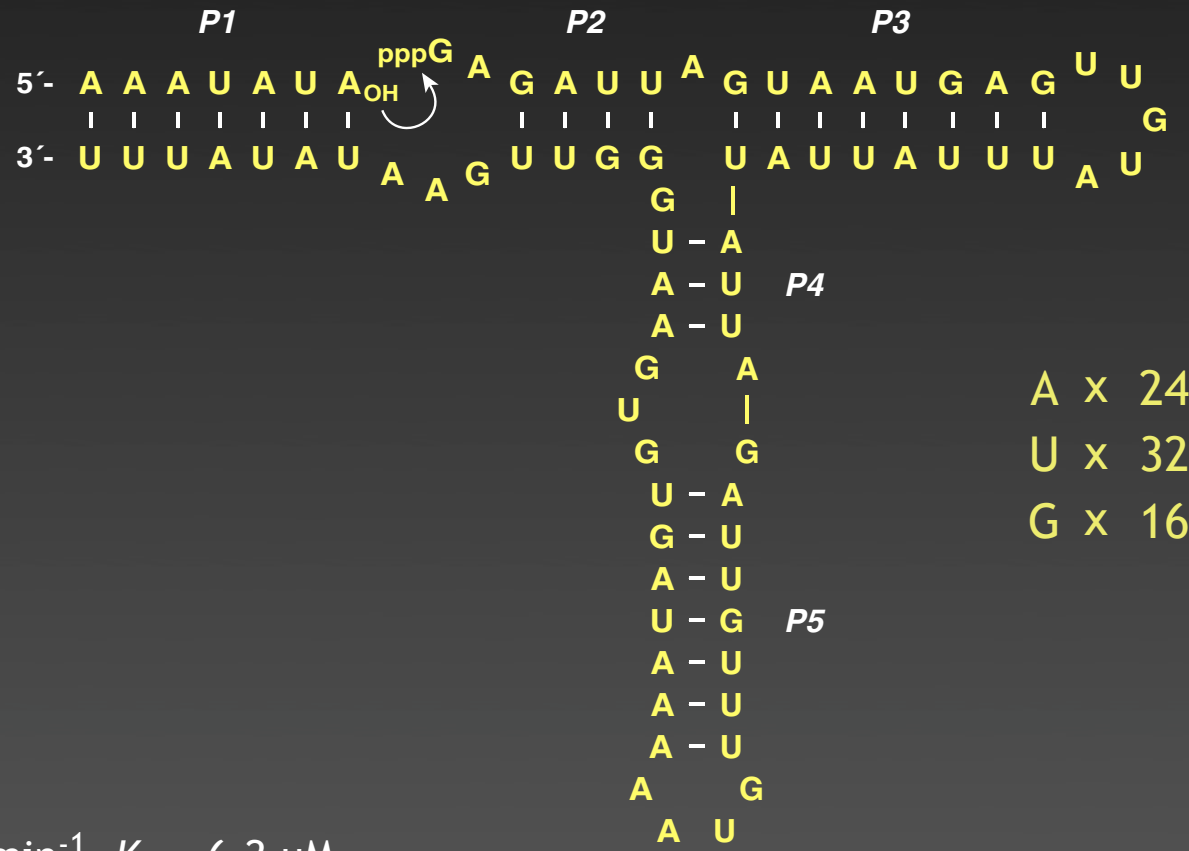 P1 P2 P3
pppG A A U U
5´- A A A U A U A OH G A U U G U A A U G A G G
3´- U U U A U A U A A G U U G G U A U U A U U U A U
G
U A
A U P4
A U
G A
U
G G
U A
G U
A U
U G P5
A U
A U
A U
A G
A U
A x 24
U x 32
G x 16